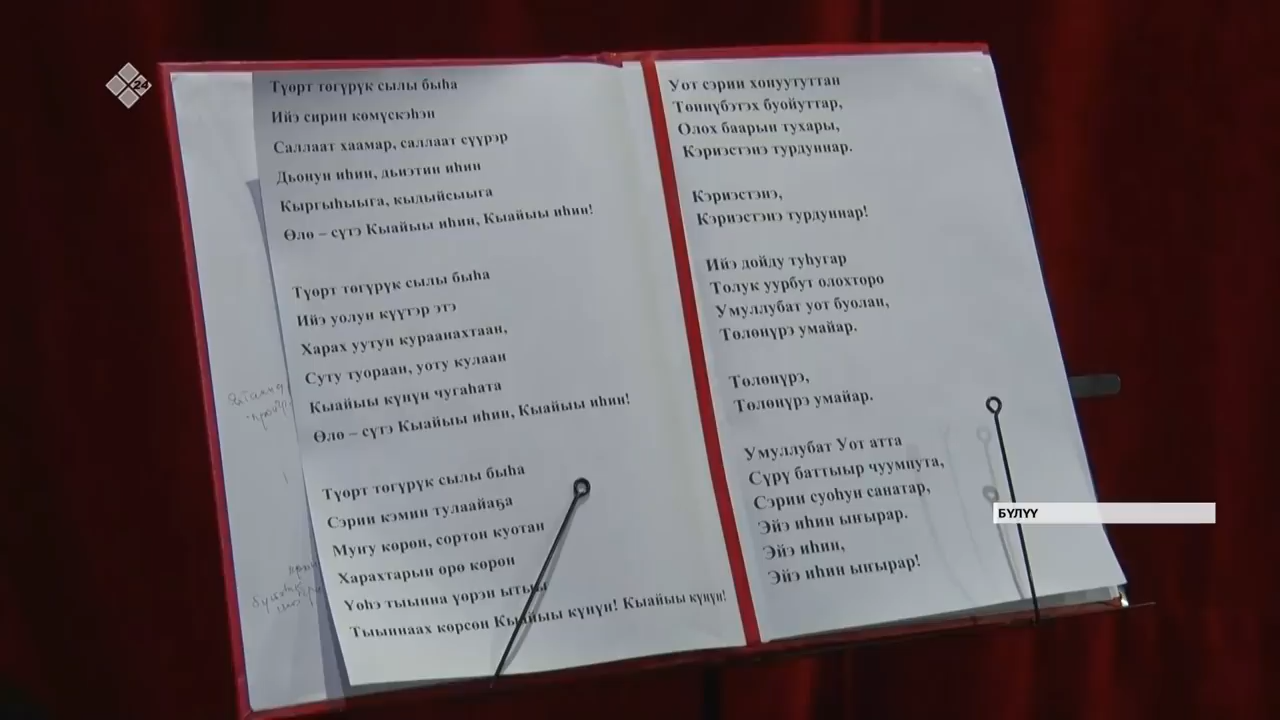 24
Түөрт төгүрүк сылы быһа
Ийэ сирин көмүскэһэн
Саллаат хаамар, саллаат сүүрэр
Дьонун иһин, дьиэтин иһин
Кыргыһыыга, кыдыйсыыга
Өлө – сүтэ Кыайыы иһин, Кыайыы иһин!
Түөрт төгүрүк сылы быһа
Ийэ уолун күүтэр этэ
Харах уутун кураанахтаан,
Суту туораан, уоту кулаан
Кыайыы күнүн чугаһата
Өлө – сүтэ Кыайыы иһин, Кыайыы иһин!
Түөрт төгүрүк сылы быһа
Сэрии кэмин тулаайаҕа
Муҥу көрөн, сортон куотан
Харахтарын өрө көрөн
Үөһэ тыынна үөрэн ытыы
Тыыннаах көрсөн Кыайыы күнүн! Кыайыы күнүн!
Уот сэрии хонуутуттан
Төннүбэтэх буойуттар,
Олох баарын тухары,
Кэриэстэнэ турдуннар.
Кэриэстэнэ,
Кэриэстэнэ турдуннар!
Ийэ дойду туһугар
Толук уурбут олохторо
Умуллубат уот буолан,
Төлөнүрэ умайар.
Төлөнүрэ,
Төлөнүрэ умайар.
Умуллубат Уот атта
Сүрү баттыыр чуумпута,
Сэрии суоһун санатар,
Эйэ иһин ыҥырар.
Эйэ иһин,
Эйэ иһин ыҥырар!
БҮЛҮҮ